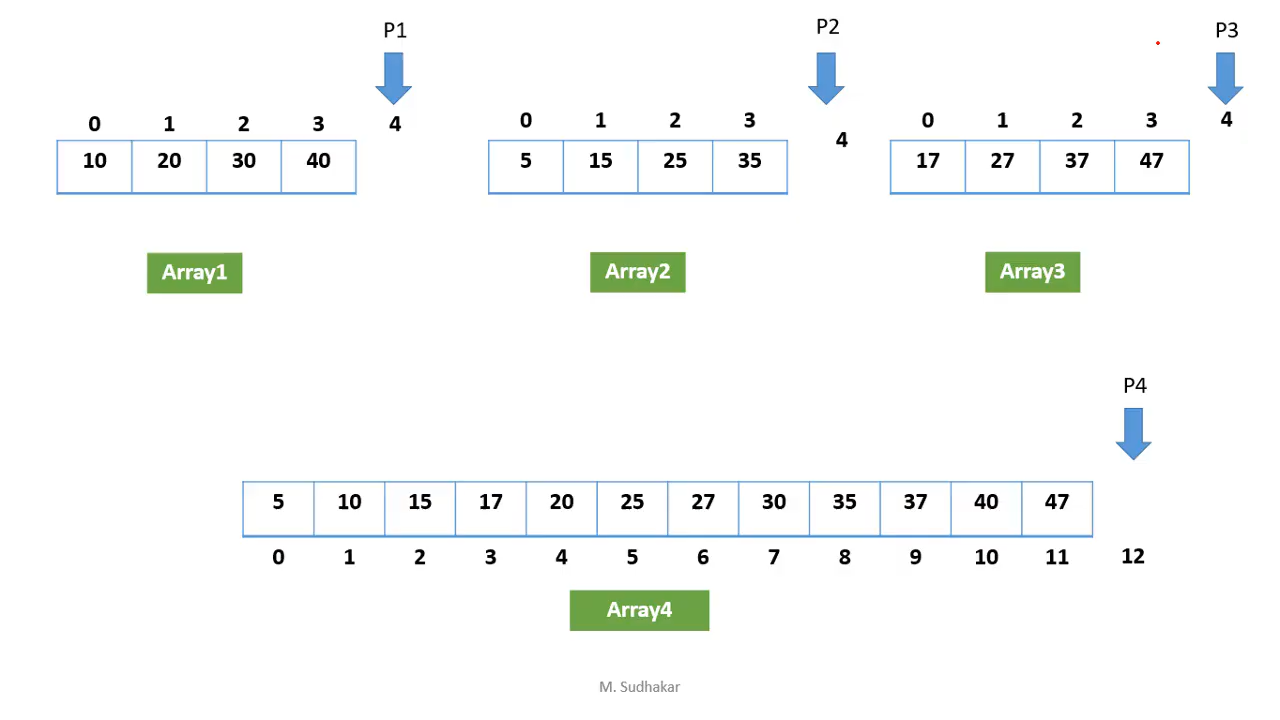 P1 P2 P3
0 1 2 3 4 0 1 2 3 4 0 1 2 3 4
10 20 30 40 5 15 25 35 17 27 37 47
Array1 Array2 Array3
P4
5 10 15 17 20 25 27 30 35 37 40 47
0 1 2 3 4 5 6 7 8 9 10 11 12
Array4
M. Sudhakar